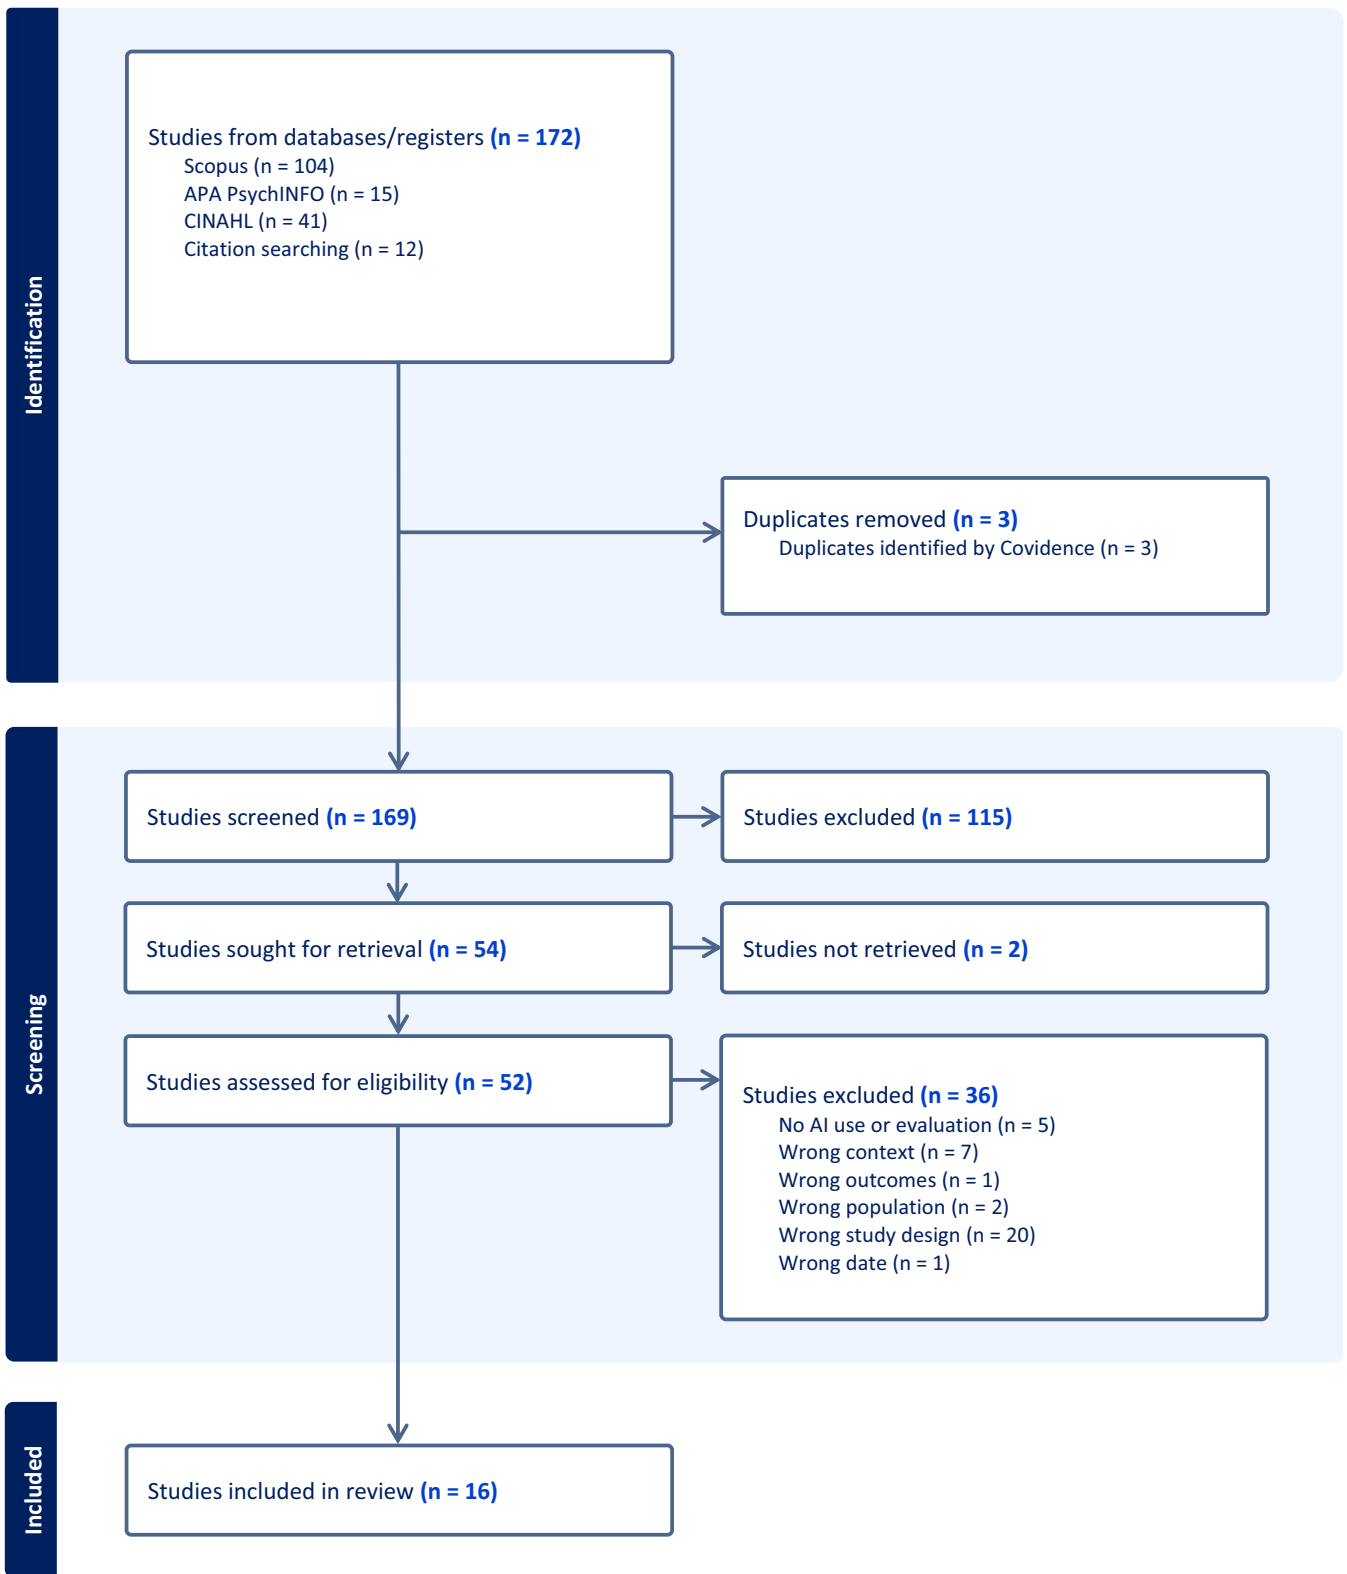 Identification
Studies from databases/registers (n = 172)
Scopus (n = 104)
APA PsychINFO (n = 15)
CINAHL (n = 41)
Citation searching (n = 12)
Duplicates removed (n = 3)
Duplicates identified by Covidence (n = 3)
Screening
Studies screened (n = 169)
Studies excluded (n = 115)
Studies sought for retrieval (n = 54)
Studies not retrieved (n = 2)
Studies assessed for eligibility (n = 52)
Studies excluded (n = 36)
No AI use or evaluation (n = 5)
Wrong context (n = 7)
Wrong outcomes (n = 1)
Wrong population (n = 2)
Wrong study design (n = 20)
Wrong date (n = 1)
Included
Studies included in review (n = 16)